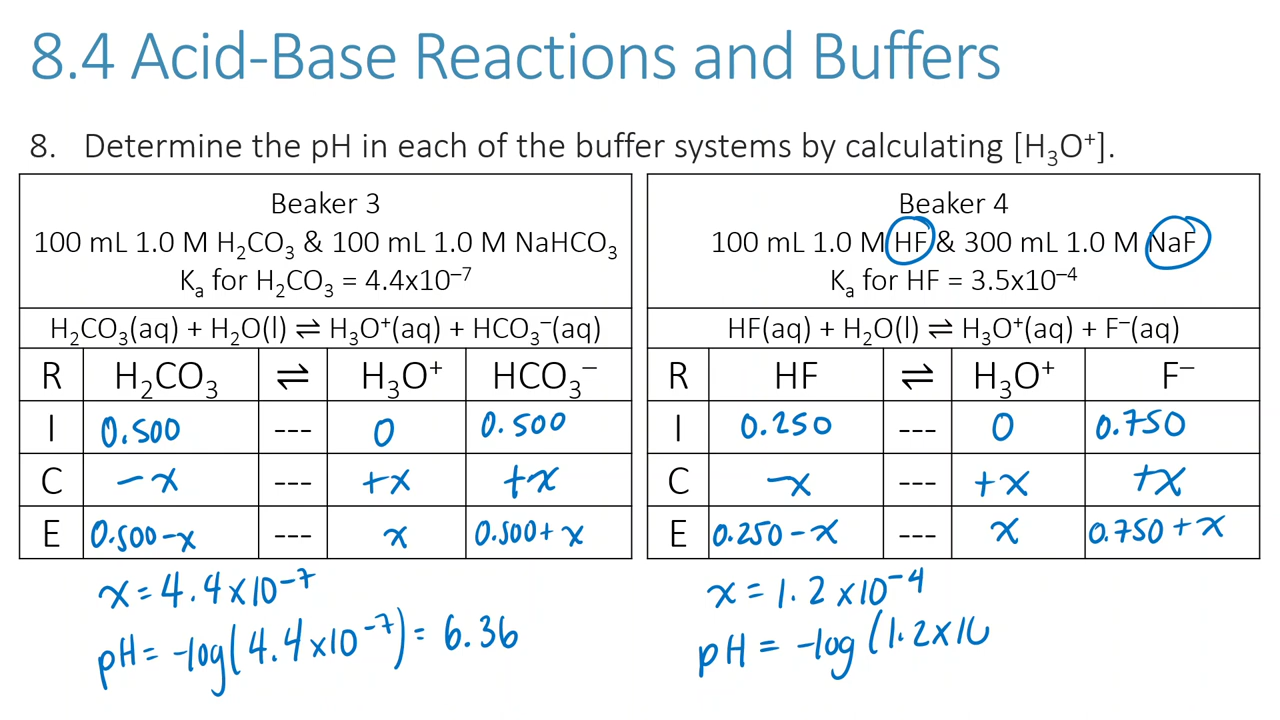 8.4 Acid-Base Reactions and Buffers
8. Determine the pH in each of the buffer systems by calculating [H₃O⁺].
Beaker 3
100 mL 1.0 M H₂CO₃ & 100 mL 1.0 M NaHCO₃
Kₐ for H₂CO₃ = 4.4x10⁻⁷
H₂CO₃(aq) + H₂O(l) ⇌ H₃O⁺(aq) + HCO₃⁻(aq)
R H₂CO₃ ⇌ H₃O⁺ HCO₃⁻
I 0.500 --- 0 0.500
C -x --- +x +x
E 0.500-x --- x 0.500+x
x = 4.4x10⁻⁷
pH = -log(4.4x10⁻⁷) = 6.36
Beaker 4
100 mL 1.0 M HF & 300 mL 1.0 M NaF
Kₐ for HF = 3.5x10⁻⁴
HF(aq) + H₂O(l) ⇌ H₃O⁺(aq) + F⁻(aq)
R HF ⇌ H₃O⁺ F⁻
I 0.250 --- 0 0.750
C -x --- +x +x
E 0.250-x --- x 0.750+x
x = 1.2x10⁻⁴
pH = -log(1.2x10